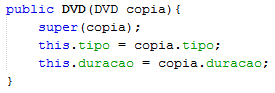 public DVD(DVD copia){
super(copia);
this.tipo = copia.tipo;
this.duracao = copia.duracao;
}